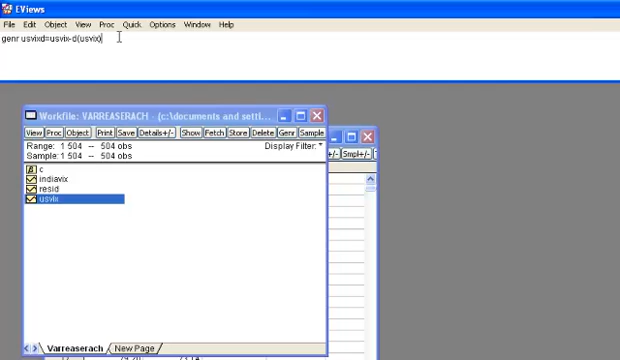 EViews
File Edit Object View Proc Quick Options Window Help
genr usvixd=usvix-d(usvix)
Workfile: VARREASERACH - (c:\documents and setti...
View Proc Object Print Save Details+/- Show Fetch Store Delete Genr Sample
Range: 1 504 -- 504 obs
Display Filter: *
Sample: 1 504 -- 504 obs
+/- Smpl+/-
c
indiavix
resid
usvix
Varreaserach New Page